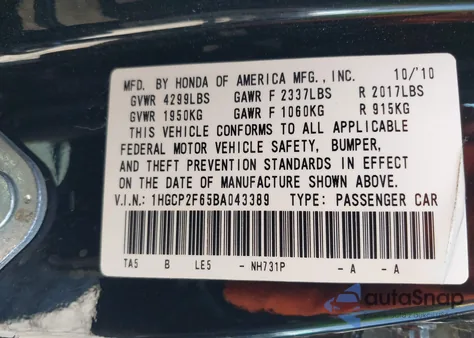 MFD. BY HONDA OF AMERICA MFG., INC. 10/'10
GVWR 4299LBS GAWR F 2337LBS R 2017LBS
GVWR 1950KG GAWR F 1060KG R 915KG
THIS VEHICLE CONFORMS TO ALL APPLICABLE
FEDERAL MOTOR VEHICLE SAFETY, BUMPER,
AND THEFT PREVENTION STANDARDS IN EFFECT
ON THE DATE OF MANUFACTURE SHOWN ABOVE.
V.I.N.: 1HGCP2F65BA043389 TYPE: PASSENGER CAR
TA5 B LE5 - NH731P - A - A
autoSnap